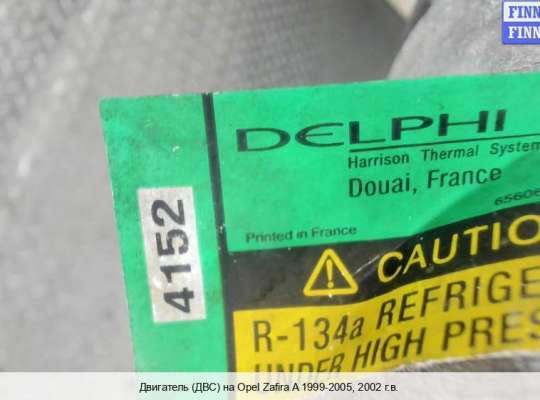 FINN
FINN
DELPHI
Harrison Thermal System
Douai, France
65606
Printed in France
4152
CAUTIO
R-134a REFRIGE
UNDER HIGH PRES
Двигатель (ДВС) на Opel Zafira A 1999-2005, 2002 г.в.